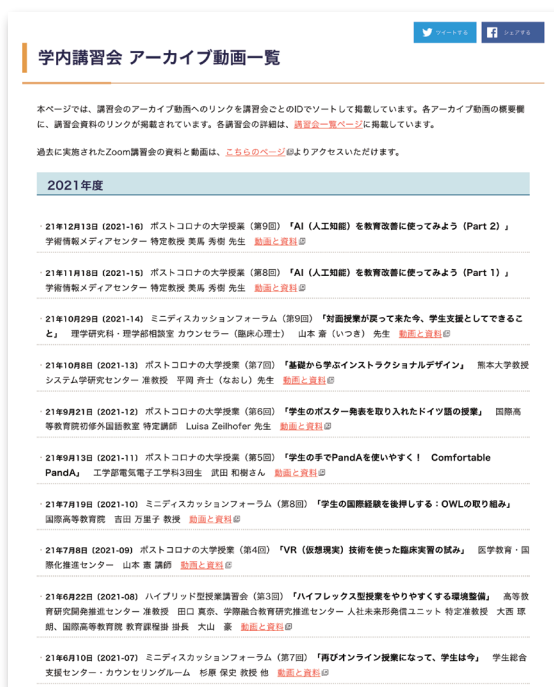 ツイートする
シェアする
学内講習会 アーカイブ動画一覧
本ページでは、講習会のアーカイブ動画へのリンクを講習会ごとのIDでソートして掲載しています。各アーカイブ動画の概要欄
に、講習会資料のリンクが掲載されています。各講習会の詳細は、講習会一覧ページに掲載しています。
過去に実施されたZoom講習会の資料と動画は、こちらのページよりアクセスいただけます。
2021年度
· 21年12月13日 (2021-16) ポストコロナの大学授業（第9回）「AI（人工知能）を教育改善に使ってみよう（Part 2）」
学術情報メディアセンター 特定教授 美馬 秀樹 先生 動画と資料
· 21年11月18日 (2021-15) ポストコロナの大学授業（第8回）「AI（人工知能）を教育改善に使ってみよう（Part 1）」
学術情報メディアセンター 特定教授 美馬 秀樹 先生 動画と資料
· 21年10月29日 (2021-14) ミニディスカッションフォーラム（第9回）「対面授業が戻って来た今、学生支援としてできるこ
と」 理学研究科・理学部相談室 カウンセラー（臨床心理士） 山本 斎（いつき） 先生 動画と資料
· 21年10月8日 (2021-13) ポストコロナの大学授業（第7回）「基礎から学ぶインストラクショナルデザイン」 熊本大学教授
システム学研究センター 准教授 平岡 斉士（なおし）先生 動画と資料
· 21年9月21日 (2021-12) ポストコロナの大学授業（第6回）「学生のポスター発表を取り入れたドイツ語の授業」 国際高
等教育院初修外国語教室 特定講師 Luisa Zeilhofer 先生 動画と資料
· 21年9月13日 (2021-11) ポストコロナの大学授業（第5回）「学生の手でPandAを使いやすく！ Comfortable
PandA」 工学部電気電子工学科3回生 武田 和樹さん 動画と資料
· 21年7月19日 (2021-10) ミニディスカッションフォーラム（第8回）「学生の国際経験を後押しする：OWLの取り組み」
国際高等教育院 吉田 万里子 教授 動画と資料
· 21年7月8日 (2021-09) ポストコロナの大学授業（第4回）「VR（仮想現実）技術を使った臨床実習の試み」 医学教育・国
際化推進センター 山本 憲 講師 動画と資料
· 21年6月22日 (2021-08) ハイブリッド型授業講習会（第3回）「ハイフレックス型授業をやりやすくする環境整備」 高等教
育研究開発推進センター 准教授 田口 真奈、学際融合教育研究推進センター 人社未来形発信ユニット 特定准教授 大西 琢
朗、国際高等教育院 教育課程掛 掛長 大山 豪 動画と資料
· 21年6月10日 (2021-07) ミニディスカッションフォーラム（第7回）「再びオンライン授業になって、学生は今」 学生総合
支援センター・カウンセリングルーム 杉原 保史 教授 他 動画と資料